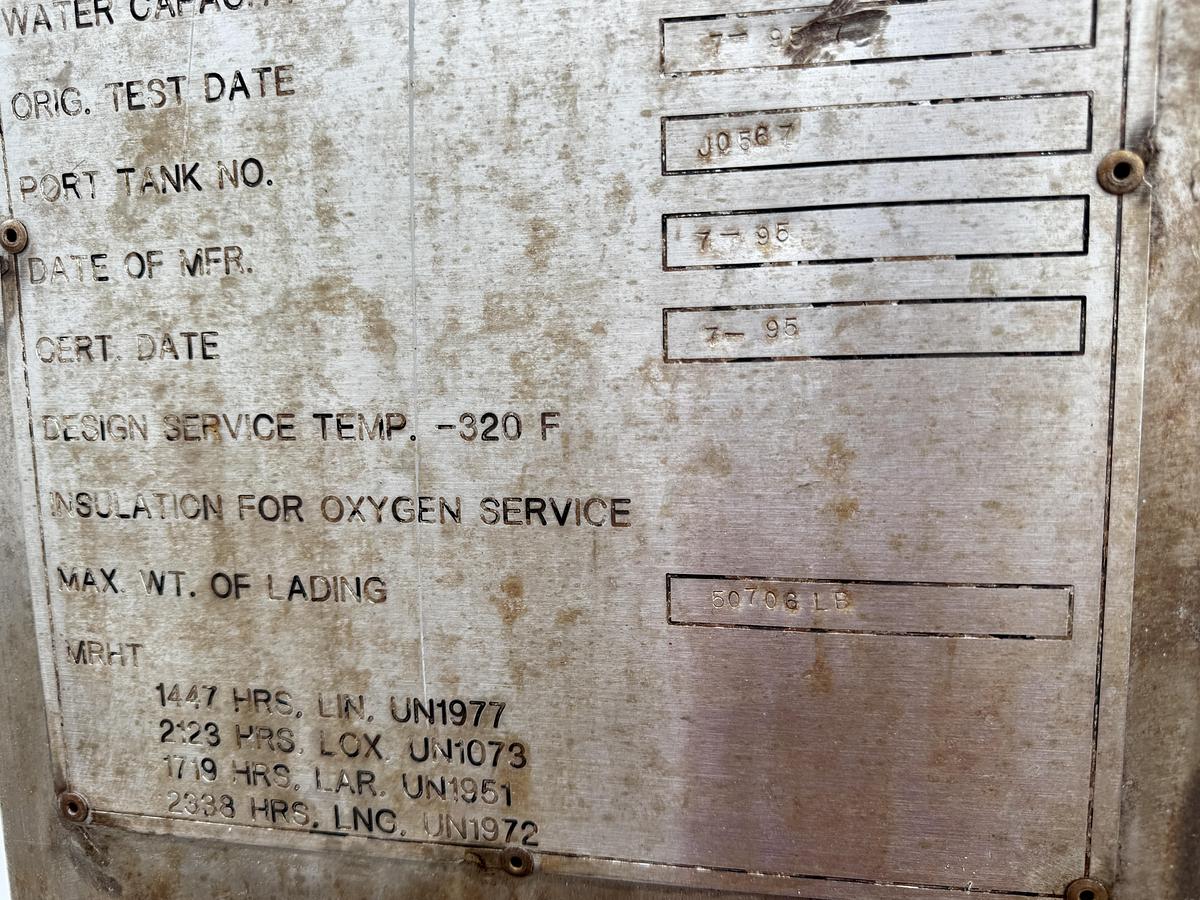 WATER CAPACITY
ORIG. TEST DATE 7- 95
PORT TANK NO. J0567
DATE OF MFR. 7- 95
CERT. DATE 7- 95
DESIGN SERVICE TEMP. -320 F
INSULATION FOR OXYGEN SERVICE
MAX. WT. OF LADING 50706 LB
MRHT
1447 HRS. LIN. UN1977
2123 HRS. LOX. UN1073
1719 HRS. LAR. UN1951
2338 HRS. LNG. UN1972